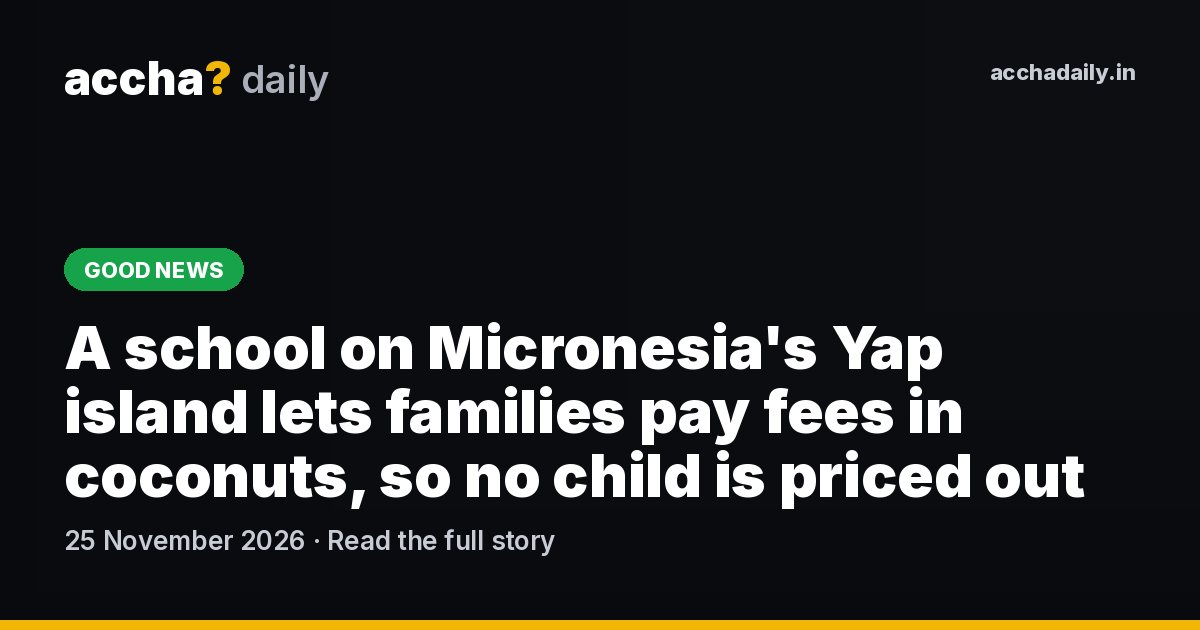 accha? daily
acchadaily.in
GOOD NEWS
A school on Micronesia's Yap
island lets families pay fees in
coconuts, so no child is priced out
25 November 2026 · Read the full story